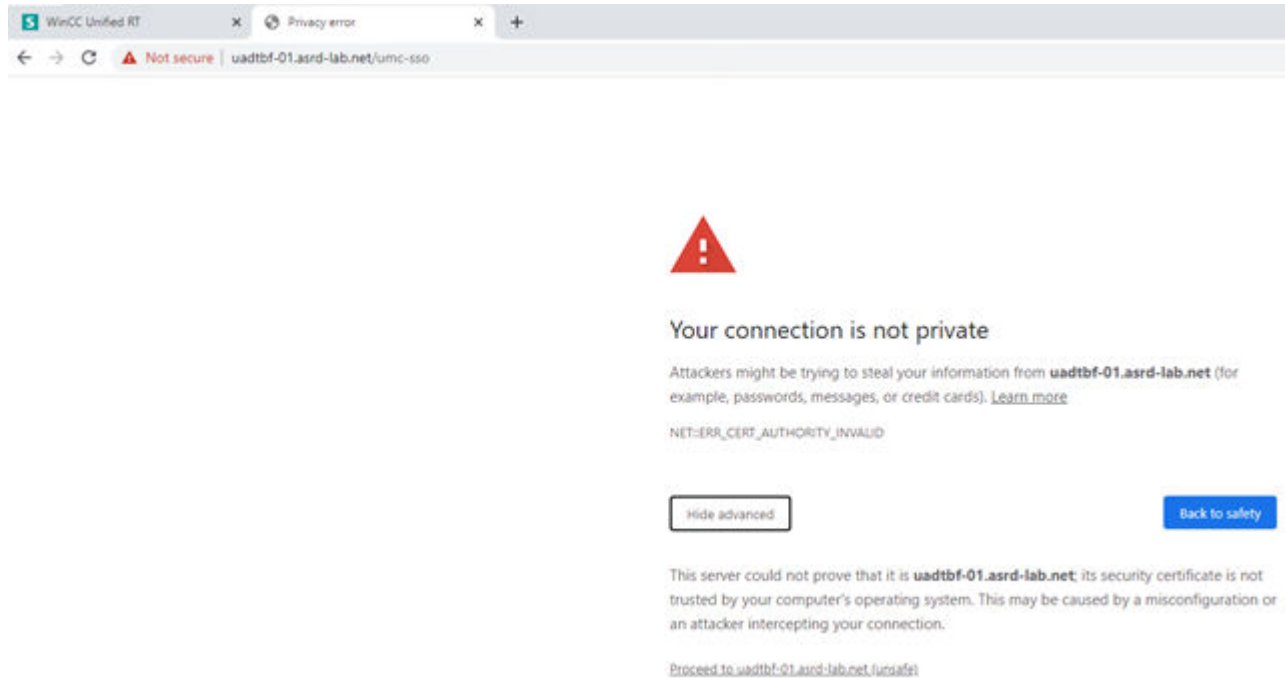 WinCC Unified RT
Privacy error
Not secure | uadtbf-01.asrd-lab.net/umc-sso
Your connection is not private
Attackers might be trying to steal your information from uadtbf-01.asrd-lab.net (for
example, passwords, messages, or credit cards). Learn more
NET::ERR_CERT_AUTHORITY_INVALID
Hide advanced
Back to safety
This server could not prove that it is uadtbf-01.asrd-lab.net; its security certificate is not
trusted by your computer's operating system. This may be caused by a misconfiguration or
an attacker intercepting your connection.
Proceed to uadtbf-01.asrd-lab.net (unsafe)